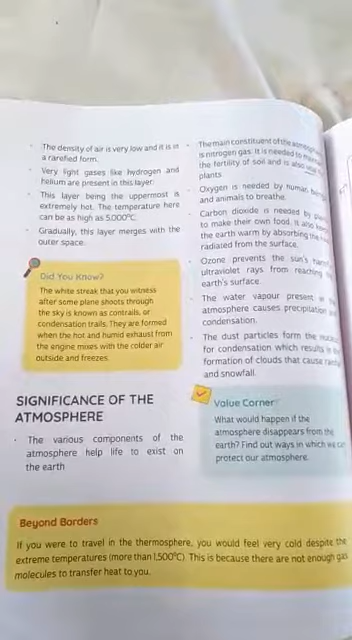 The density of air is very low and it is in
a rarefied form.
Very light gases like hydrogen and
helium are present in this layer.
This layer being the uppermost is
extremely hot. The temperature here
can be as high as 5,000°C.
Gradually, this layer merges with the
outer space.
Did You Know?
The white streak that you witness
after some plane shoots through
the sky is known as contrails, or
condensation trails. They are formed
when the hot and humid exhaust from
the engine mixes with the colder air
outside and freezes.
SIGNIFICANCE OF THE
ATMOSPHERE
The various components of the
atmosphere help life to exist on
the earth
The main constituent of the
is nitrogen gas. It is needed to
the fertility of soil and is also
plants.
Oxygen is needed by human
and animals to breathe.
Carbon dioxide is needed by
to make their own food. It also
the earth warm by absorbing the
radiated from the surface.
Ozone prevents the sun's
ultraviolet rays from reaching
earth's surface.
The water vapour present in
atmosphere causes precipitation
condensation.
The dust particles form the
for condensation which results in
formation of clouds that cause
and snowfall.
Value Corner
What would happen if the
atmosphere disappears from the
earth? Find out ways in which we can
protect our atmosphere.
Beyond Borders
If you were to travel in the thermosphere, you would feel very cold despite the
extreme temperatures (more than 1,500°C). This is because there are not enough gas
molecules to transfer heat to you.